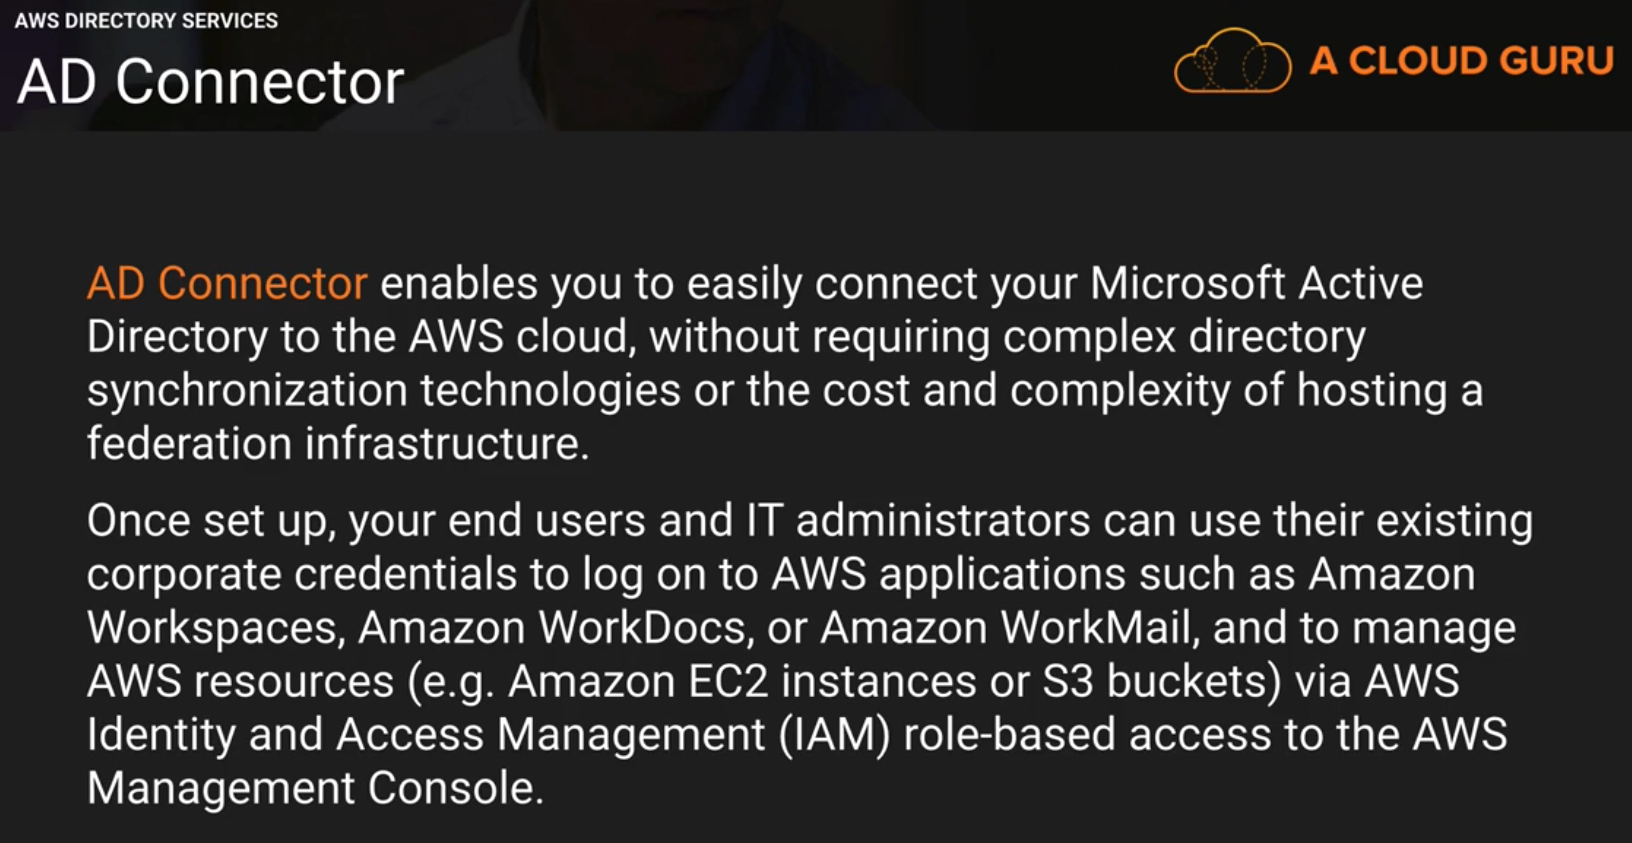 AWS DIRECTORY SERVICES
AD Connector
A CLOUD GURU
AD Connector enables you to easily connect your Microsoft Active
Directory to the AWS cloud, without requiring complex directory
synchronization technologies or the cost and complexity of hosting a
federation infrastructure.
Once set up, your end users and IT administrators can use their existing
corporate credentials to log on to AWS applications such as Amazon
Workspaces, Amazon WorkDocs, or Amazon WorkMail, and to manage
AWS resources (e.g. Amazon EC2 instances or S3 buckets) via AWS
Identity and Access Management (IAM) role-based access to the AWS
Management Console.